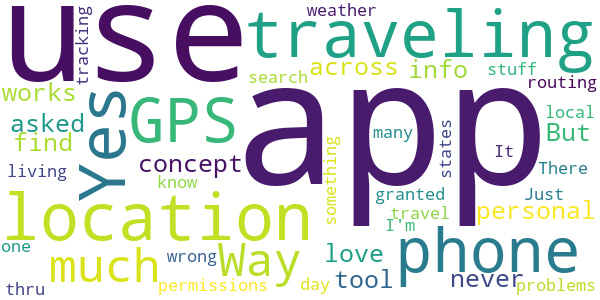 use
traveling
weather
tracking
across
info
search
stuff
works
routing
asked
Yes
GPS
app
find
many
states
local
But
concept
It
There
living
know
something
granted
Just
location
travel
personal
I'm
phone
one
much
Way
wrong
love
never
tool
thru
permissions
day
problems